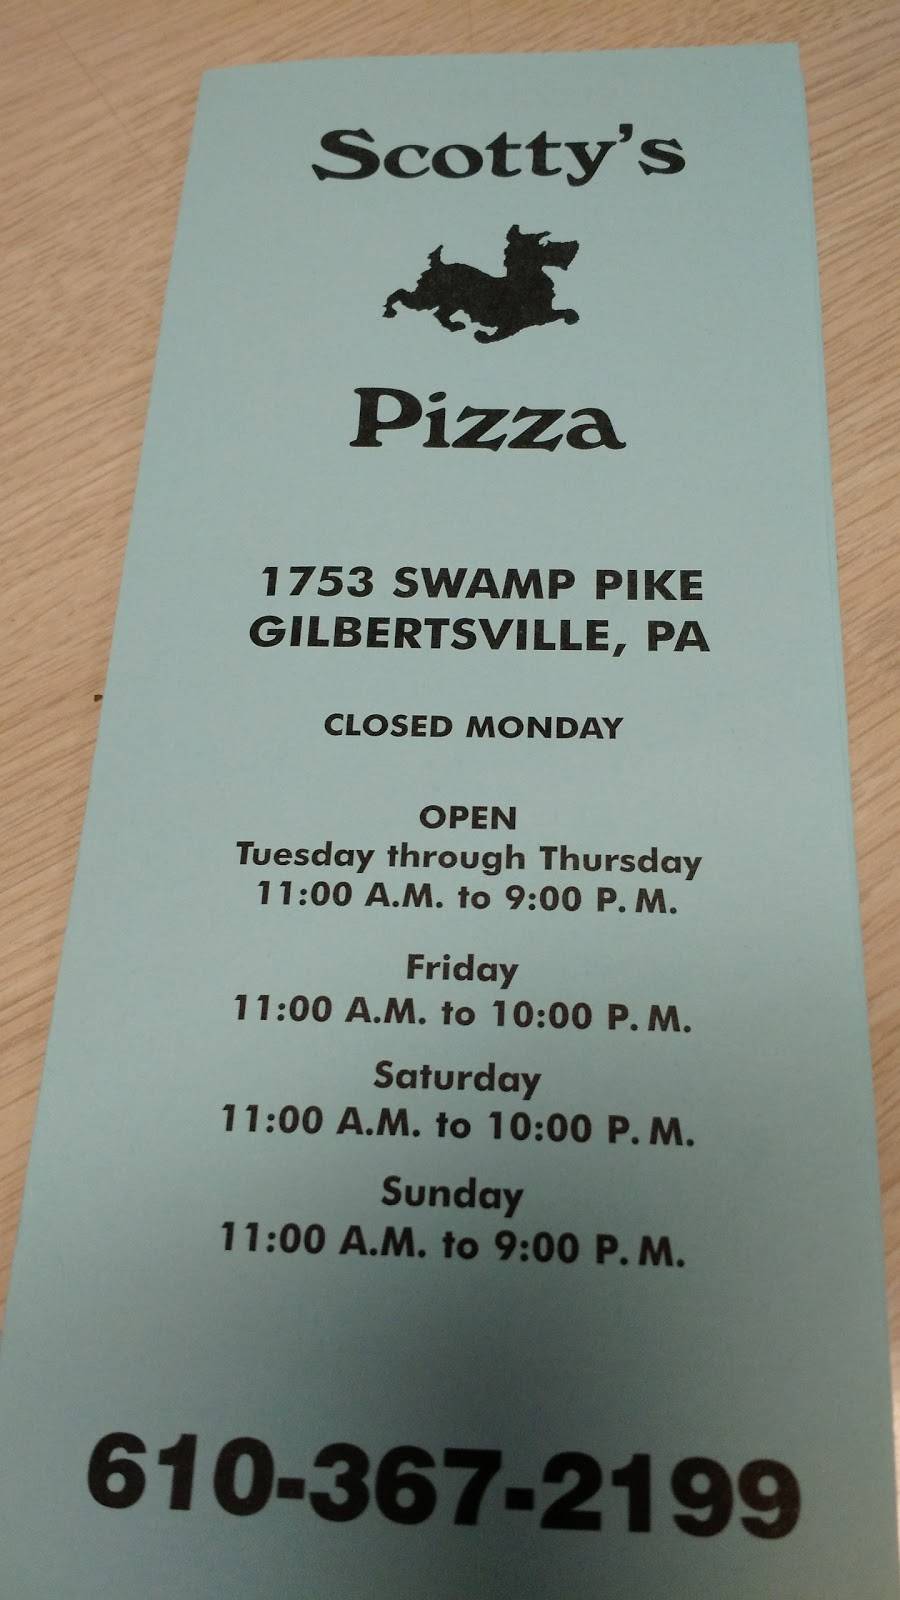 Scotty's
Pizza
1753 SWAMP PIKE
GILBERTSVILLE, PA
CLOSED MONDAY
OPEN
Tuesday through Thursday
11:00 A.M. to 9:00 P. M.
Friday
11:00 A.M. to 10:00 P. M.
Saturday
11:00 A.M. to 10:00 P. M.
Sunday
11:00 A.M. to 9:00 P. M.
610-367-2199